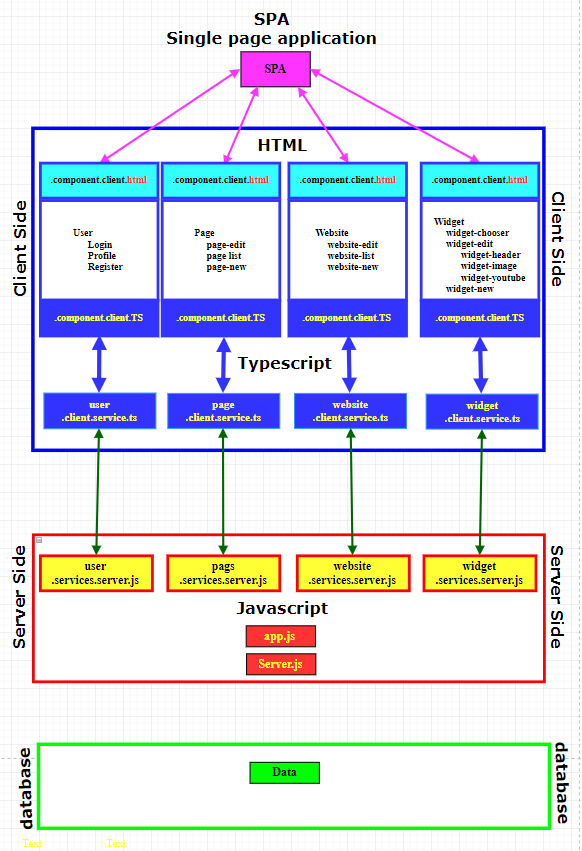 SPA
Single page application
SPA
HTML
Client Side
Client Side
.component.client.html
.component.client.html
.component.client.html
.component.client.html
User
Login
Profile
Register
Page
page-edit
page list
page-new
Website
website-edit
website-list
website-new
Widget
widget-chooser
widget-edit
widget-header
widget-image
widget-youtube
widget-new
.component.client.TS
.component.client.TS
.component.client.TS
.component.client.TS
Typescript
user
.client.service.ts
page
.client.service.ts
website
.client.service.ts
widget
.client.service.ts
Server Side
Server Side
user
.services.server.js
pags
.services.server.js
website
.services.server.js
widget
.services.server.js
Javascript
app.js
Server.js
database
database
Data
Text
Text